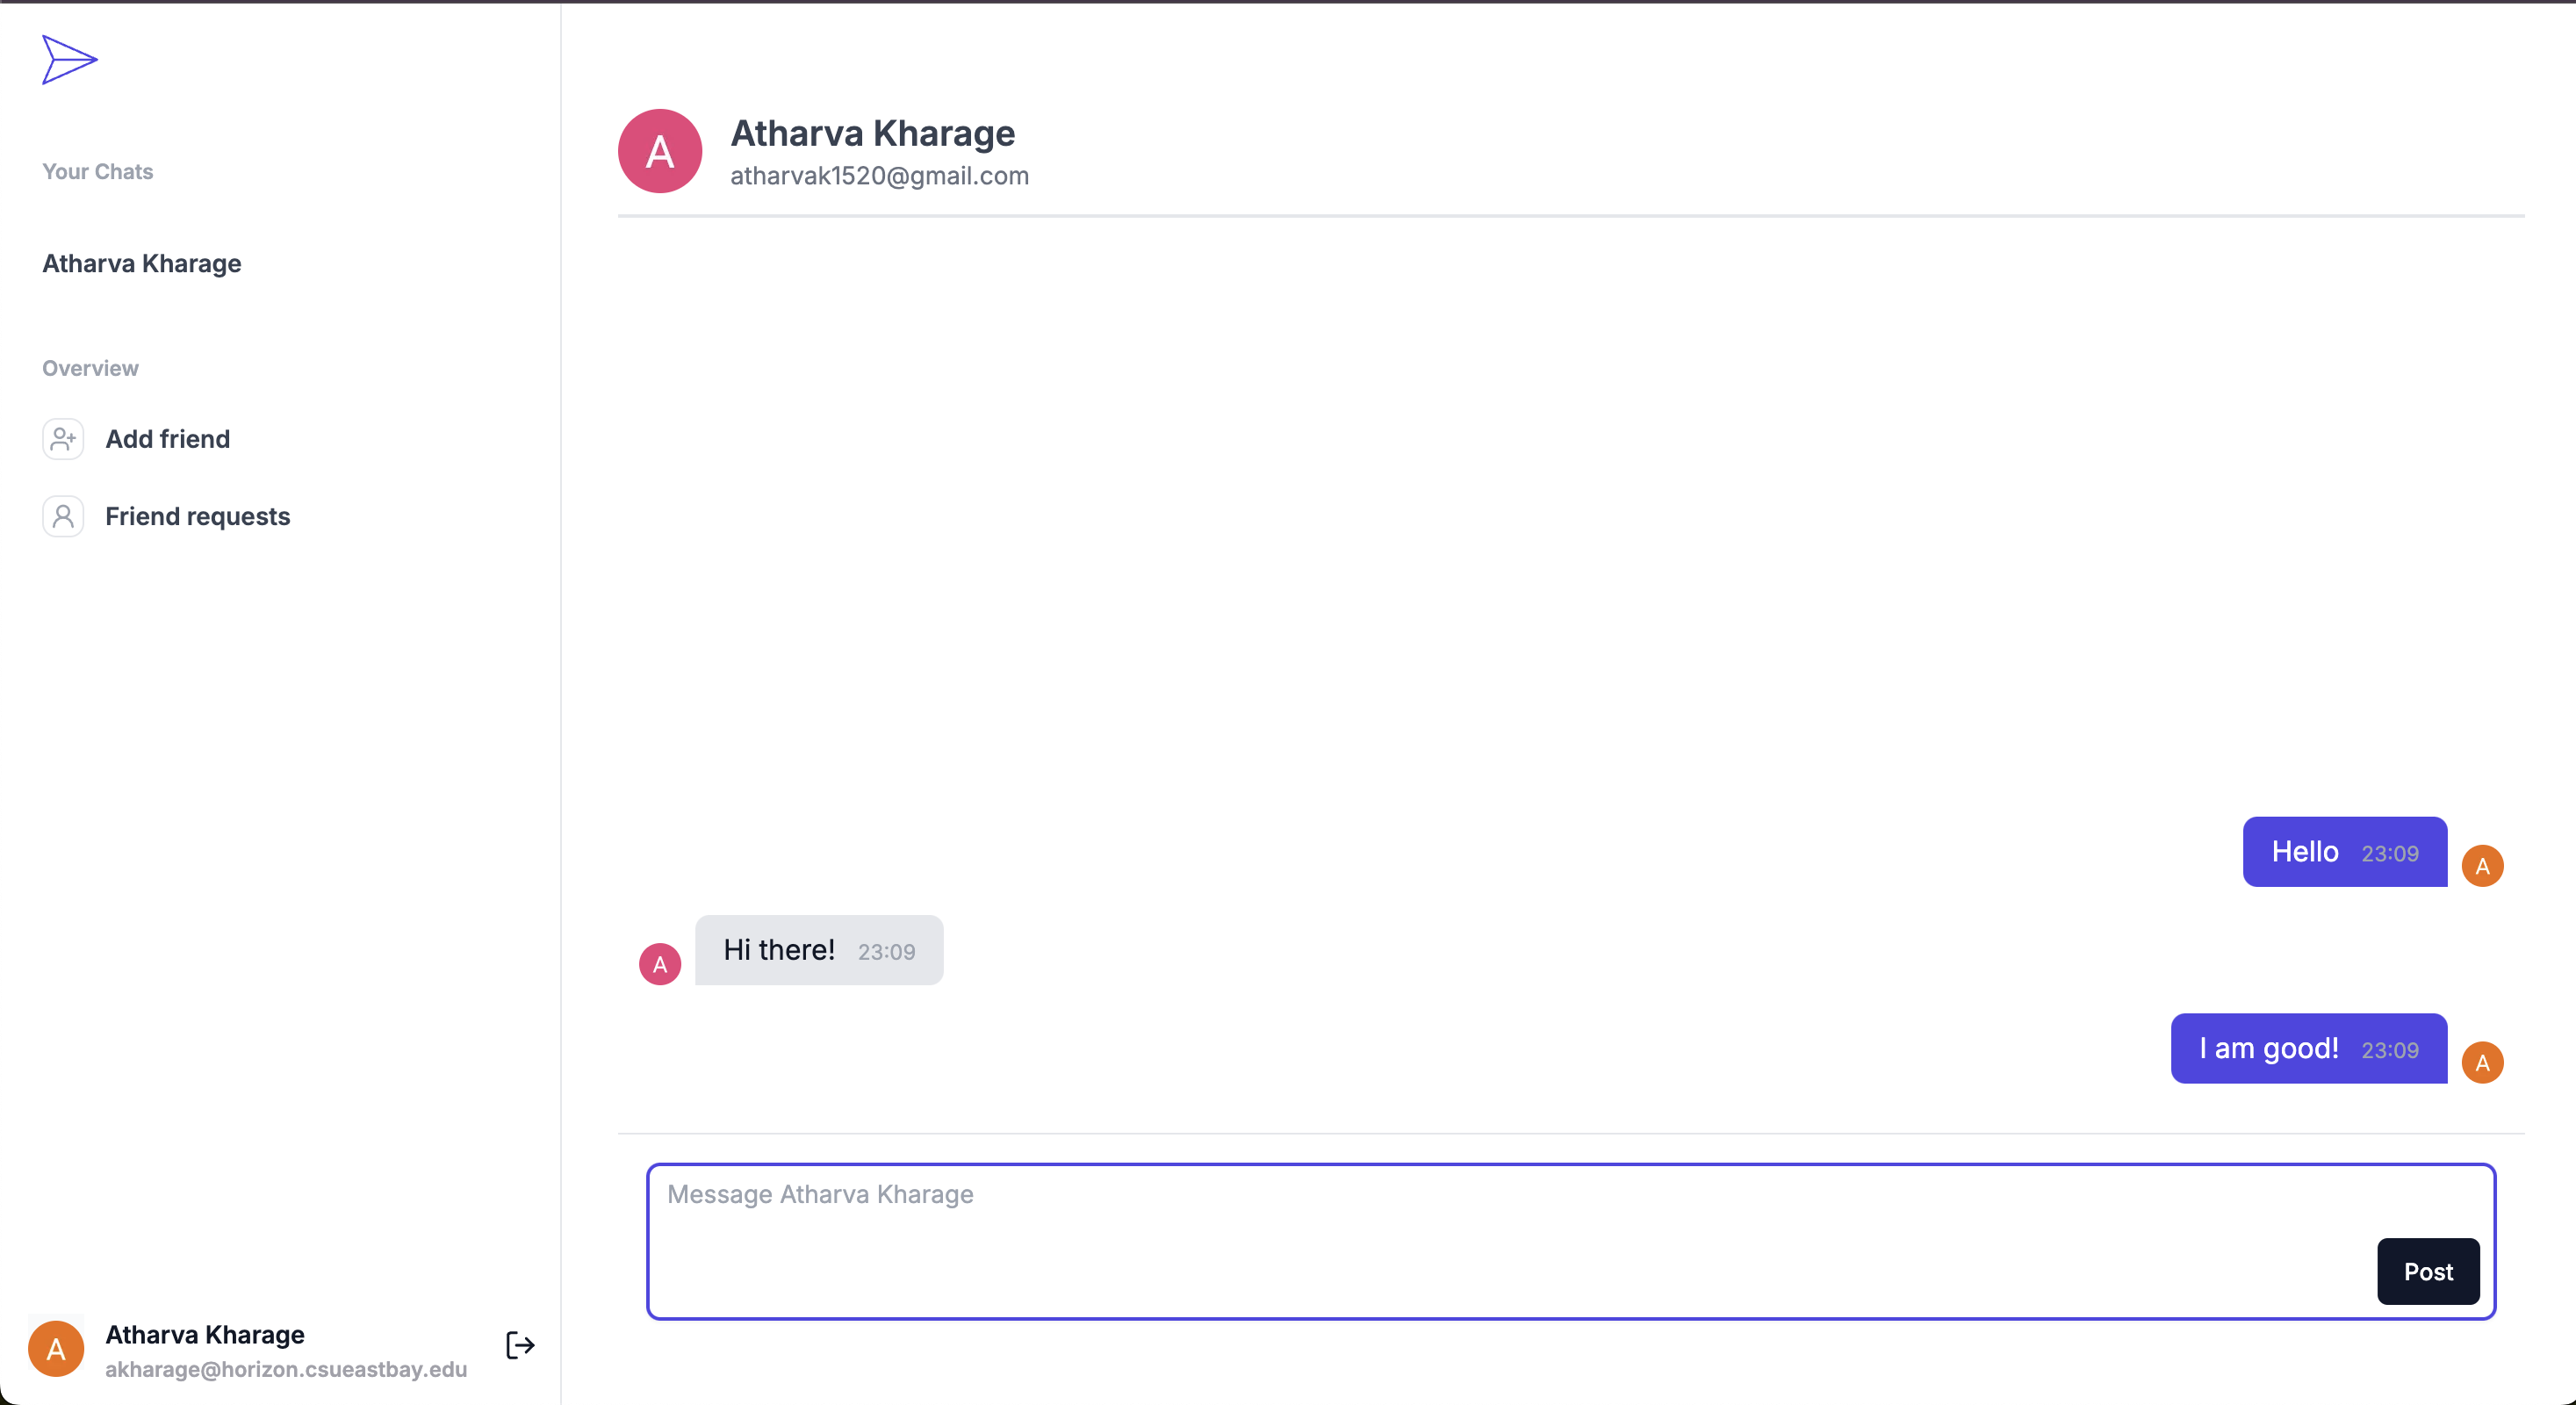 Your Chats
Atharva Kharage
Overview
Add friend
Friend requests
A
Atharva Kharage
akharage@horizon.csueastbay.edu
A
Atharva Kharage
atharvak1520@gmail.com
Hello 23:09
A
A
Hi there! 23:09
I am good! 23:09
A
Message Atharva Kharage
Post